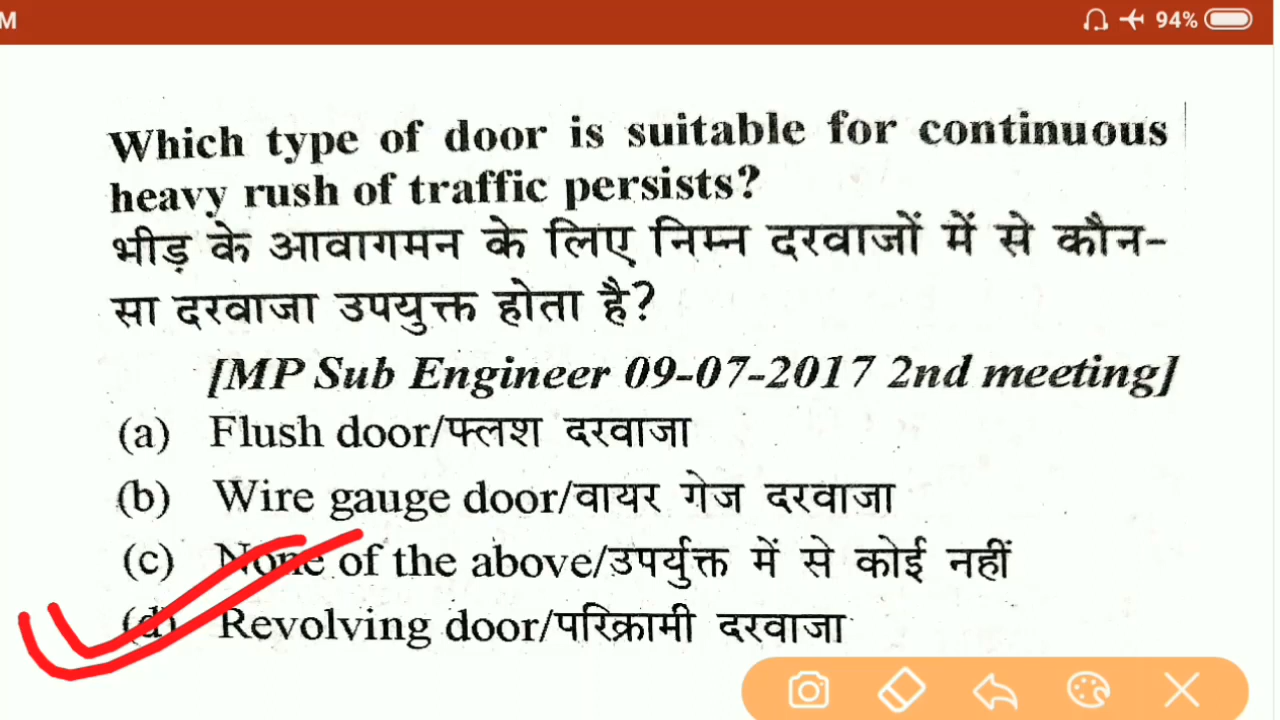 M
94%
Which type of door is suitable for continuous
heavy rush of traffic persists?
भीड़ के आवागमन के लिए निम्न दरवाजों में से कौन-
सा दरवाजा उपयुक्त होता है?
[MP Sub Engineer 09-07-2017 2nd meeting]
(a) Flush door/फ्लश दरवाजा
(b) Wire gauge door/वायर गेज दरवाजा
(c) None of the above/उपर्युक्त में से कोई नहीं
(d) Revolving door/परिक्रामी दरवाजा